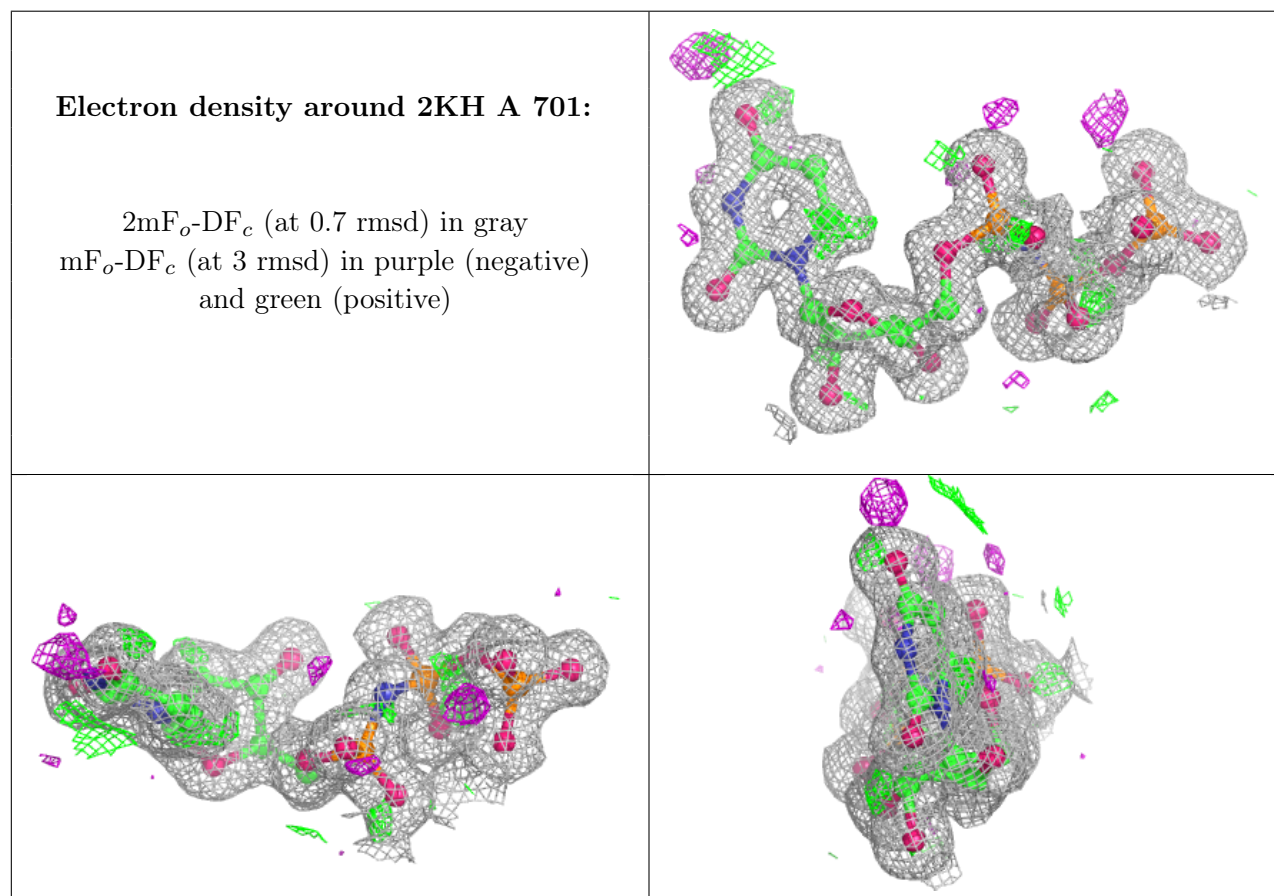 Electron density around 2KH A 701:
2mFo-DFc (at 0.7 rmsd) in gray
mFo-DFc (at 3 rmsd) in purple (negative)
and green (positive)